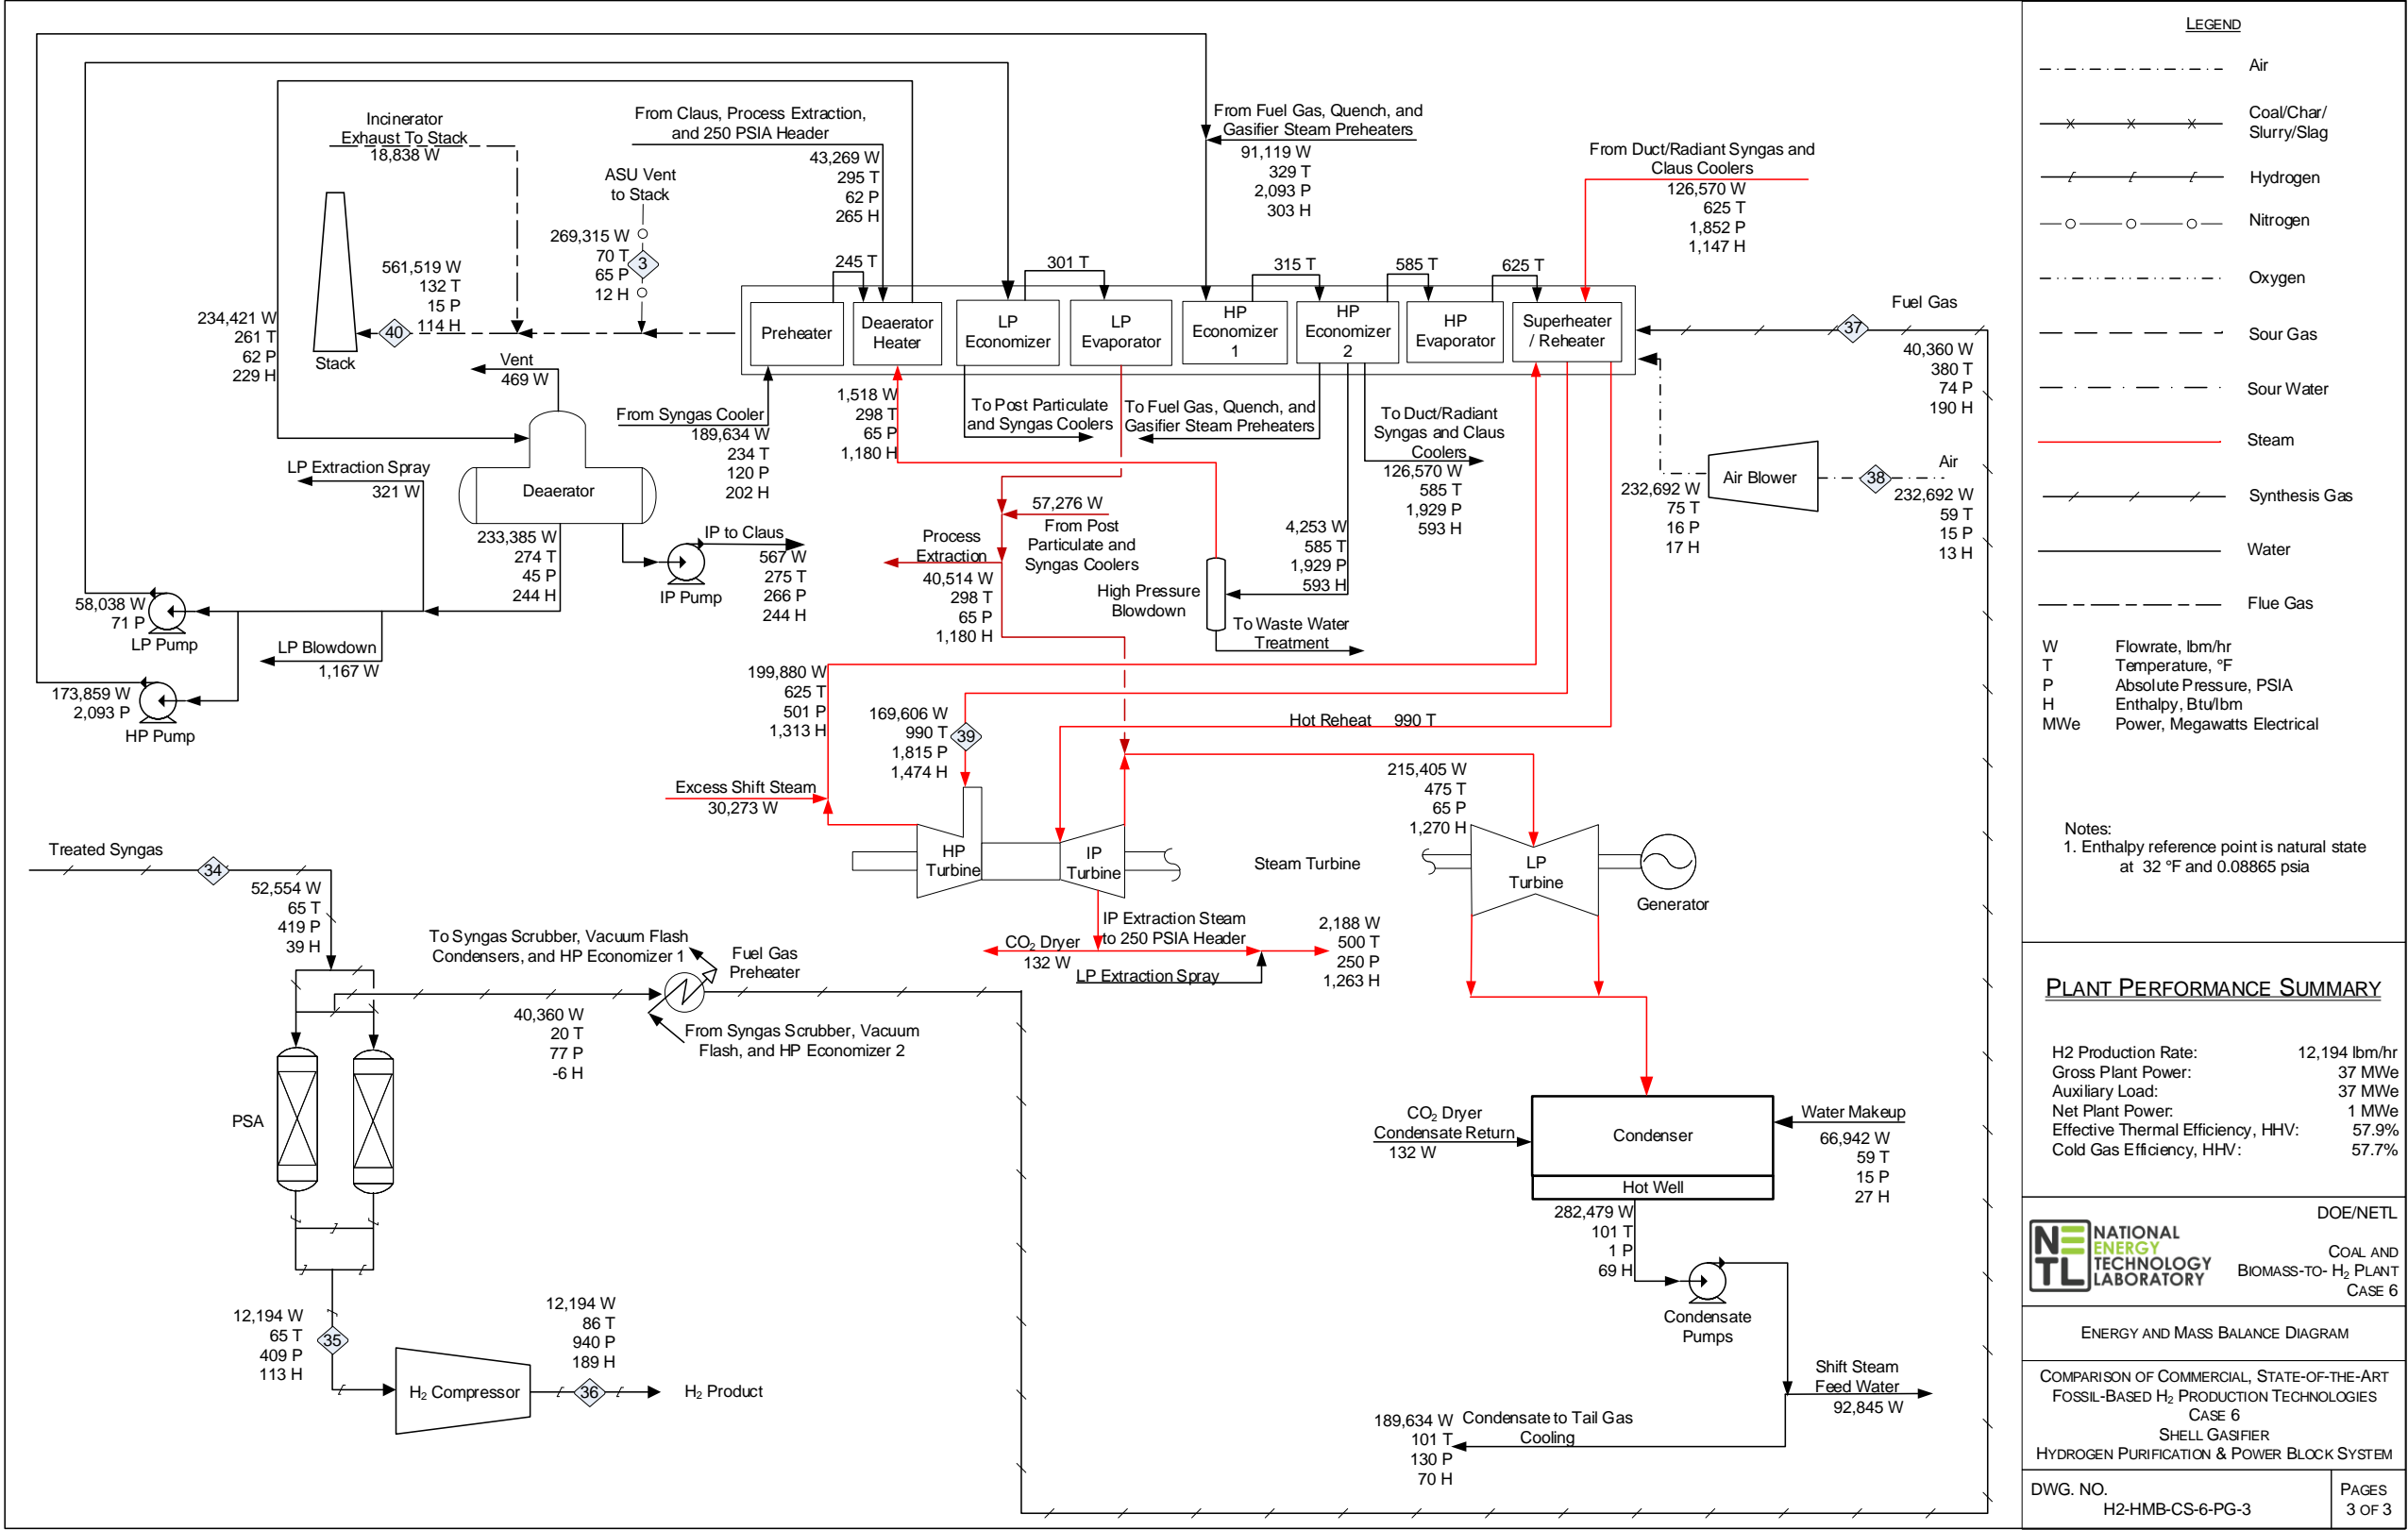 Incinerator
Exhaust To Stack
18,838 W
From Claus, Process Extraction,
and 250 PSIA Header
43,269 W
295 T
62 P
265 H
ASU Vent
to Stack
269,315 W
70 T
65 P
12 H
3
561,519 W
132 T
15 P
114 H
40
Stack
234,421 W
261 T
62 P
229 H
From Fuel Gas, Quench, and
Gasifier Steam Preheaters
91,119 W
329 T
2,093 P
303 H
From Duct/Radiant Syngas and
Claus Coolers
126,570 W
625 T
1,852 P
1,147 H
245 T
301 T
315 T
585 T
625 T
Preheater
Deaerator
Heater
LP
Economizer
LP
Evaporator
HP
Economizer
1
HP
Economizer
2
HP
Evaporator
Superheater
/ Reheater
Fuel Gas
37
40,360 W
380 T
74 P
190 H
Vent
469 W
From Syngas Cooler
189,634 W
234 T
120 P
202 H
1,518 W
298 T
65 P
1,180 H
To Post Particulate
and Syngas Coolers
To Fuel Gas, Quench, and
Gasifier Steam Preheaters
To Duct/Radiant
Syngas and Claus
Coolers
126,570 W
585 T
1,929 P
593 H
Air Blower
38
Air
232,692 W
59 T
15 P
13 H
232,692 W
75 T
16 P
17 H
LP Extraction Spray
321 W
Deaerator
233,385 W
274 T
45 P
244 H
IP to Claus
567 W
275 T
266 P
244 H
IP Pump
57,276 W
From Post
Particulate and
Syngas Coolers
Process
Extraction
40,514 W
298 T
65 P
1,180 H
4,253 W
585 T
1,929 P
593 H
High Pressure
Blowdown
To Waste Water
Treatment
58,038 W
71 P
LP Pump
LP Blowdown
1,167 W
173,859 W
2,093 P
HP Pump
199,880 W
625 T
501 P
1,313 H
169,606 W
990 T
1,815 P
1,474 H
39
Hot Reheat 990 T
Excess Shift Steam
30,273 W
215,405 W
475 T
65 P
1,270 H
HP
Turbine
IP
Turbine
Steam Turbine
LP
Turbine
Generator
IP Extraction Steam
to 250 PSIA Header
CO2 Dryer
132 W
LP Extraction Spray
2,188 W
500 T
250 P
1,263 H
Treated Syngas
34
52,554 W
65 T
419 P
39 H
To Syngas Scrubber, Vacuum Flash
Condensers, and HP Economizer 1
Fuel Gas
Preheater
40,360 W
20 T
77 P
-6 H
From Syngas Scrubber, Vacuum
Flash, and HP Economizer 2
PSA
12,194 W
65 T
409 P
113 H
35
H2 Compressor
12,194 W
86 T
940 P
189 H
36
H2 Product
CO2 Dryer
Condensate Return
132 W
Condenser
Hot Well
Water Makeup
66,942 W
59 T
15 P
27 H
282,479 W
101 T
1 P
69 H
Condensate
Pumps
Shift Steam
Feed Water
92,845 W
189,634 W
101 T
130 P
70 H
Condensate to Tail Gas
Cooling
LEGEND
Air
Coal/Char/
Slurry/Slag
Hydrogen
Nitrogen
Oxygen
Sour Gas
Sour Water
Steam
Synthesis Gas
Water
Flue Gas
W Flowrate, lbm/hr
T Temperature, °F
P Absolute Pressure, PSIA
H Enthalpy, Btu/lbm
MWe Power, Megawatts Electrical
Notes:
1. Enthalpy reference point is natural state
at 32 °F and 0.08865 psia
PLANT PERFORMANCE SUMMARY
H2 Production Rate: 12,194 lbm/hr
Gross Plant Power: 37 MWe
Auxiliary Load: 37 MWe
Net Plant Power: 1 MWe
Effective Thermal Efficiency, HHV: 57.9%
Cold Gas Efficiency, HHV: 57.7%
NETL
NATIONAL
ENERGY
TECHNOLOGY
LABORATORY
DOE/NETL
COAL AND
BIOMASS-TO- H2 PLANT
CASE 6
ENERGY AND MASS BALANCE DIAGRAM
COMPARISON OF COMMERCIAL, STATE-OF-THE-ART
FOSSIL-BASED H2 PRODUCTION TECHNOLOGIES
CASE 6
SHELL GASIFIER
HYDROGEN PURIFICATION & POWER BLOCK SYSTEM
DWG. NO.
H2-HMB-CS-6-PG-3
PAGES
3 OF 3